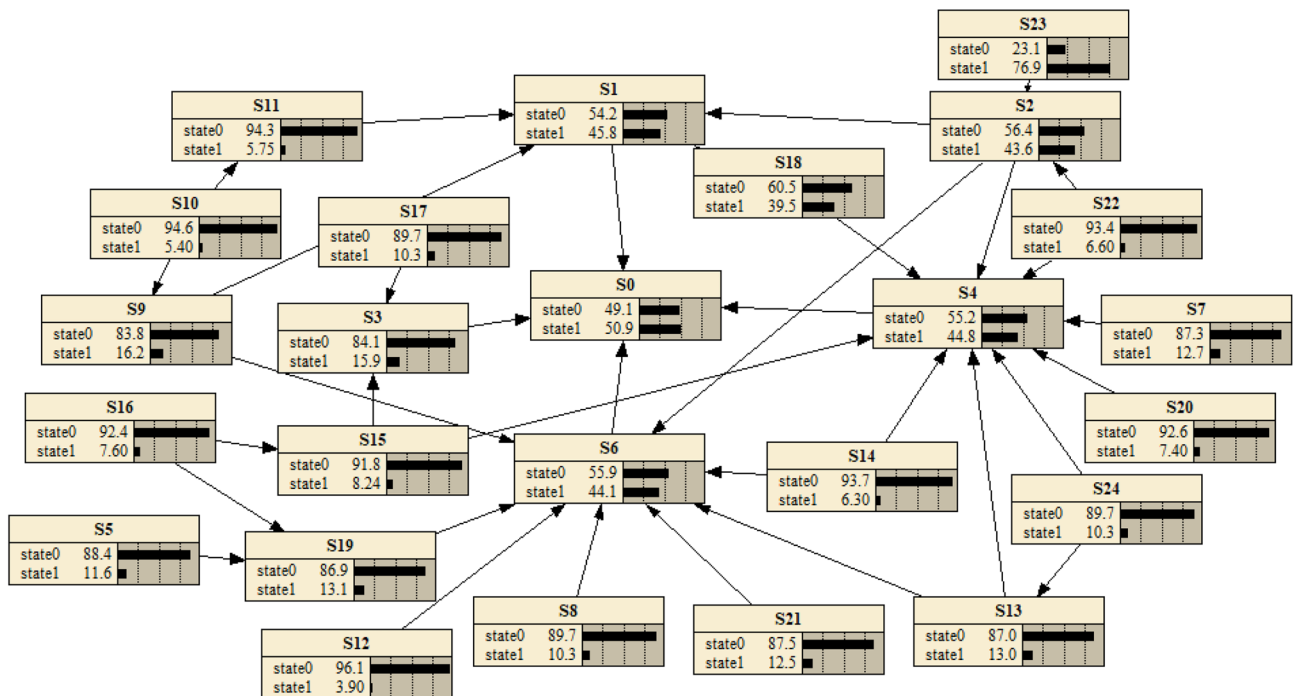 S23
state0 23.1
state1 76.9
S1
state0 54.2
state1 45.8
S11
state0 94.3
state1 5.75
S2
state0 56.4
state1 43.6
S18
state0 60.5
state1 39.5
S10
state0 94.6
state1 5.40
S17
state0 89.7
state1 10.3
S22
state0 93.4
state1 6.60
S0
state0 49.1
state1 50.9
S4
state0 55.2
state1 44.8
S9
state0 83.8
state1 16.2
S3
state0 84.1
state1 15.9
S7
state0 87.3
state1 12.7
S16
state0 92.4
state1 7.60
S20
state0 92.6
state1 7.40
S15
state0 91.8
state1 8.24
S6
state0 55.9
state1 44.1
S14
state0 93.7
state1 6.30
S24
state0 89.7
state1 10.3
S5
state0 88.4
state1 11.6
S19
state0 86.9
state1 13.1
S8
state0 89.7
state1 10.3
S21
state0 87.5
state1 12.5
S13
state0 87.0
state1 13.0
S12
state0 96.1
state1 3.90